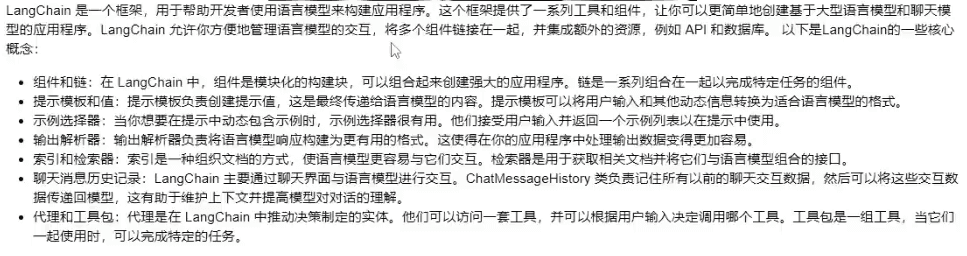 LangChain 是一个框架，用于帮助开发者使用语言模型来构建应用程序。这个框架提供了一系列工具和组件，让你可以更简单地创建基于大型语言模型和聊天模
型的应用程序。LangChain 允许你方便地管理语言模型的交互，将多个组件链接在一起，并集成额外的资源，例如 API 和数据库。 以下是LangChain的一些核心
概念：
• 组件和链：在 LangChain 中，组件是模块化的构建块，可以组合起来创建强大的应用程序。链是一系列组合在一起以完成特定任务的组件。
• 提示模板和值：提示模板负责创建提示值，这是最终传递给语言模型的内容。提示模板可以将用户输入和其他动态信息转换为适合语言模型的格式。
• 示例选择器：当你想要在提示中动态包含示例时，示例选择器很有用。他们接受用户输入并返回一个示例列表以在提示中使用。
• 输出解析器：输出解析器负责将语言模型响应构建为更有用的格式。这使得在你的应用程序中处理输出数据变得更加容易。
• 索引和检索器：索引是一种组织文档的方式，使语言模型更容易与它们交互。检索器是用于获取相关文档并将它们与语言模型组合的接口。
• 聊天消息历史记录：LangChain 主要通过聊天界面与语言模型进行交互。ChatMessageHistory 类负责记住所有以前的聊天交互数据，然后可以将这些交互数
据传递回模型，这有助于维护上下文并提高模型对对话的理解。
• 代理和工具包：代理是在 LangChain 中推动决策制定的实体。他们可以访问一套工具，并可以根据用户输入决定调用哪个工具。工具包是一组工具，当它们
一起使用时，可以完成特定的任务。